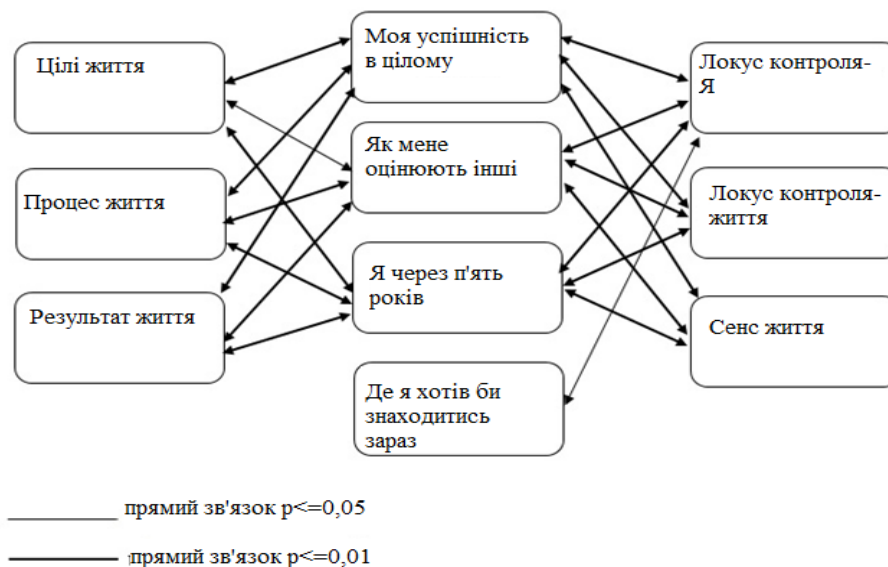 Цілі життя
Процес життя
Результат життя
Моя успішність
в цілому
Як мене
оцінюють інші
Я через п'ять
років
Де я хотів би
знаходитись
зараз
Локус контроля-
Я
Локус контроля-
життя
Сенс життя
прямий зв'язок p<=0,05
прямий зв'язок p<=0,01